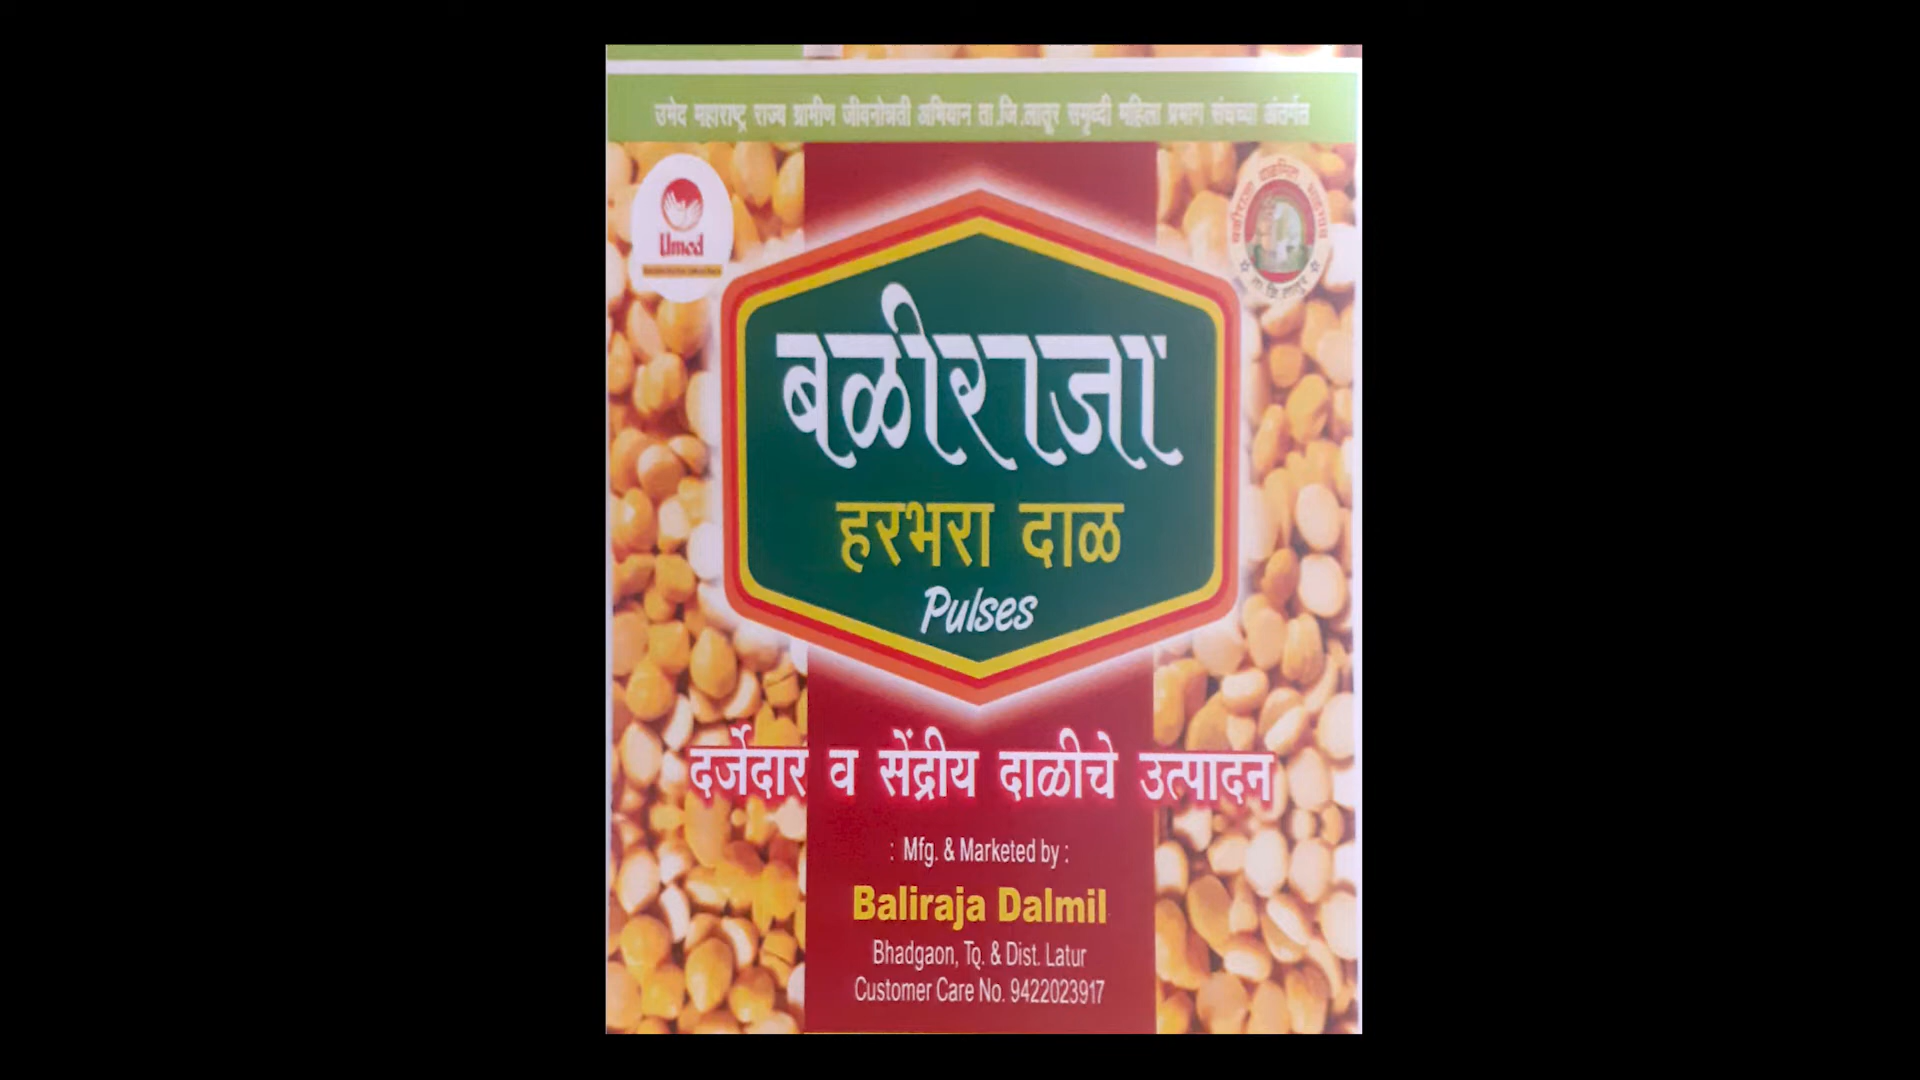 उमेद महाराष्ट्र राज्य ग्रामीण जीवनोन्नती अभियान ता.जि.लातूर समृध्दी महिला प्रभाग संघाच्या अंतर्गत
Umed
बळीराजा
हरभरा दाळ
Pulses
दर्जेदार व सेंद्रीय दाळीचे उत्पादन
: Mfg. & Marketed by :
Baliraja Dalmil
Bhadgaon, Tq. & Dist. Latur
Customer Care No. 9422023917